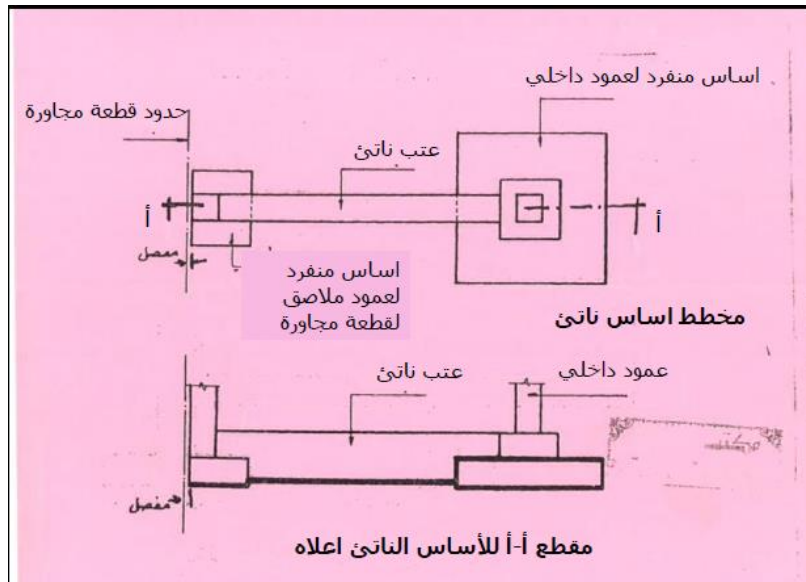 اساس منفرد لعمود داخلي
حدود قطعة مجاورة
عتب ناتئ
أ
أ
مفصل
اساس منفرد
لعمود ملاصق
لقطعة مجاورة
مخطط اساس ناتئ
عتب ناتئ
عمود داخلي
مفصل
مقطع أ-أ للأساس الناتئ اعلاه